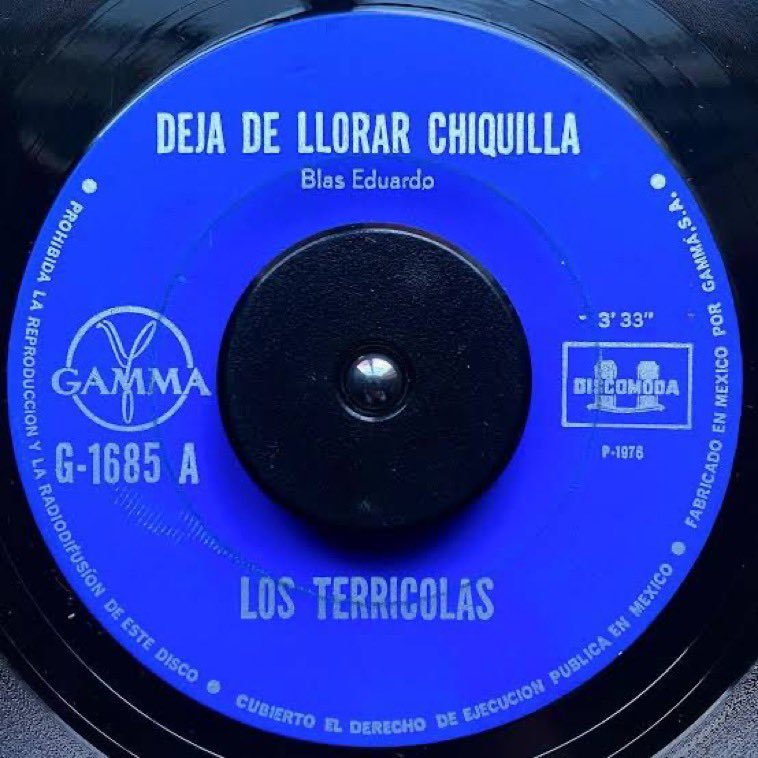 DEJA DE LLORAR CHIQUILLA
Blas Eduardo
3'33"
GAMMA
DISCOMODA
G-1685 A
P-1976
LOS TERRICOLAS
• PROHIBIDA LA REPRODUCCION Y LA RADIODIFUSIÓN DE ESTE DISCO • CUBIERTO EL DERECHO DE EJECUCION PUBLICA EN MEXICO • FABRICADO EN MEXICO POR GAMMA, S.A. •